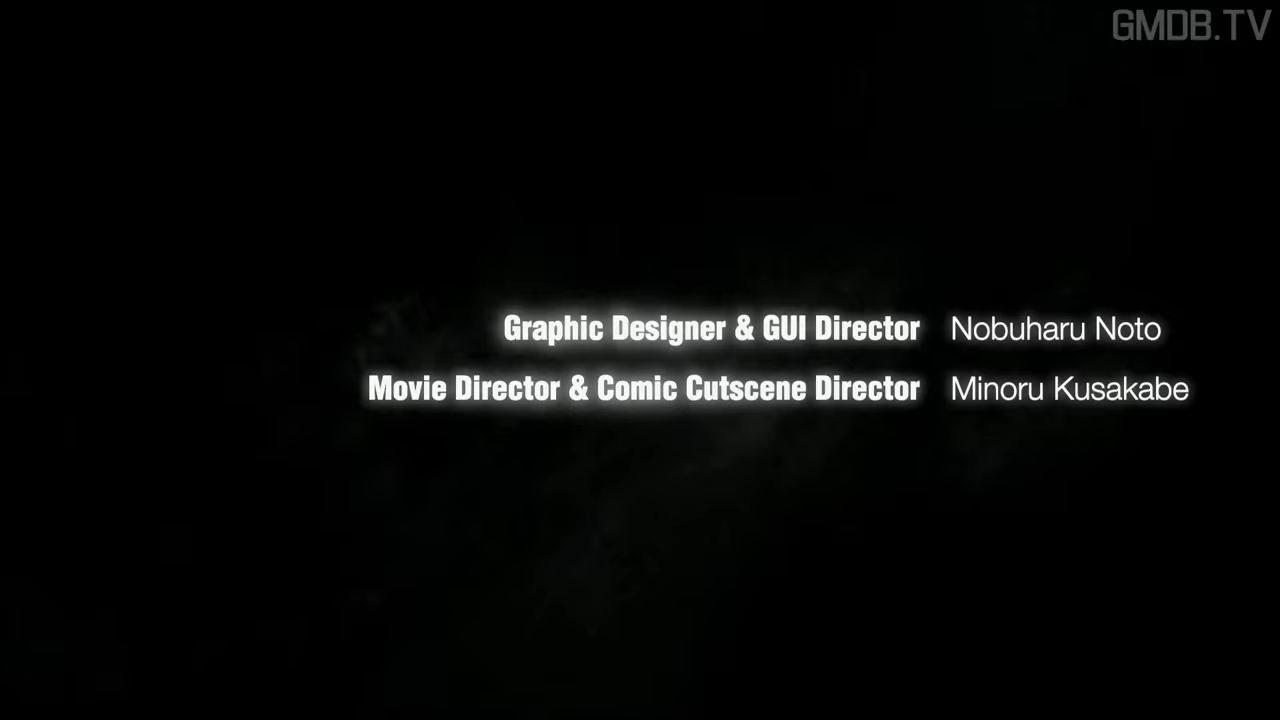 GMDB.TV
Graphic Designer & GUI Director Nobuharu Noto
Movie Director & Comic Cutscene Director Minoru Kusakabe